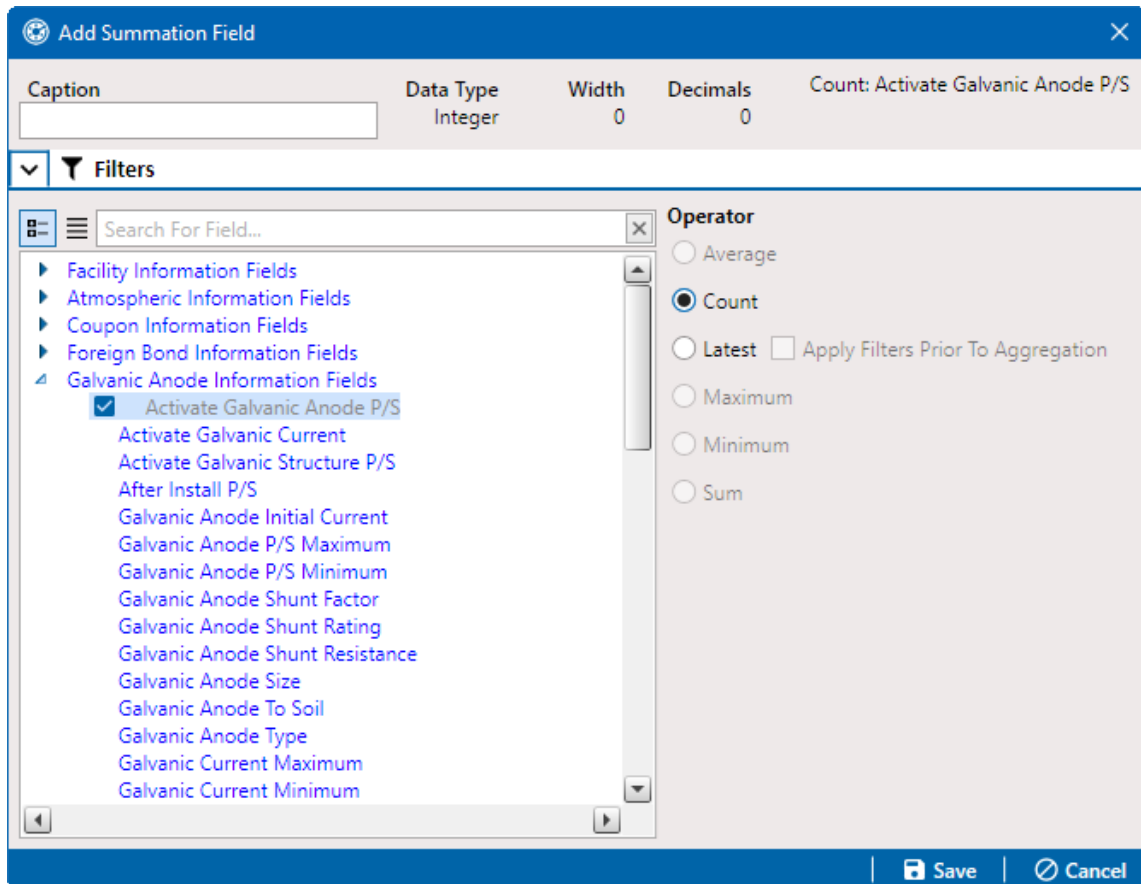 Add Summation Field
Caption
Data Type
Integer
Width
0
Decimals
0
Count: Activate Galvanic Anode P/S
Filters
Search For Field...
Facility Information Fields
Atmospheric Information Fields
Coupon Information Fields
Foreign Bond Information Fields
Galvanic Anode Information Fields
Activate Galvanic Anode P/S
Activate Galvanic Current
Activate Galvanic Structure P/S
After Install P/S
Galvanic Anode Initial Current
Galvanic Anode P/S Maximum
Galvanic Anode P/S Minimum
Galvanic Anode Shunt Factor
Galvanic Anode Shunt Rating
Galvanic Anode Shunt Resistance
Galvanic Anode Size
Galvanic Anode To Soil
Galvanic Anode Type
Galvanic Current Maximum
Galvanic Current Minimum
Operator
Average
Count
Latest Apply Filters Prior To Aggregation
Maximum
Minimum
Sum
Save Cancel